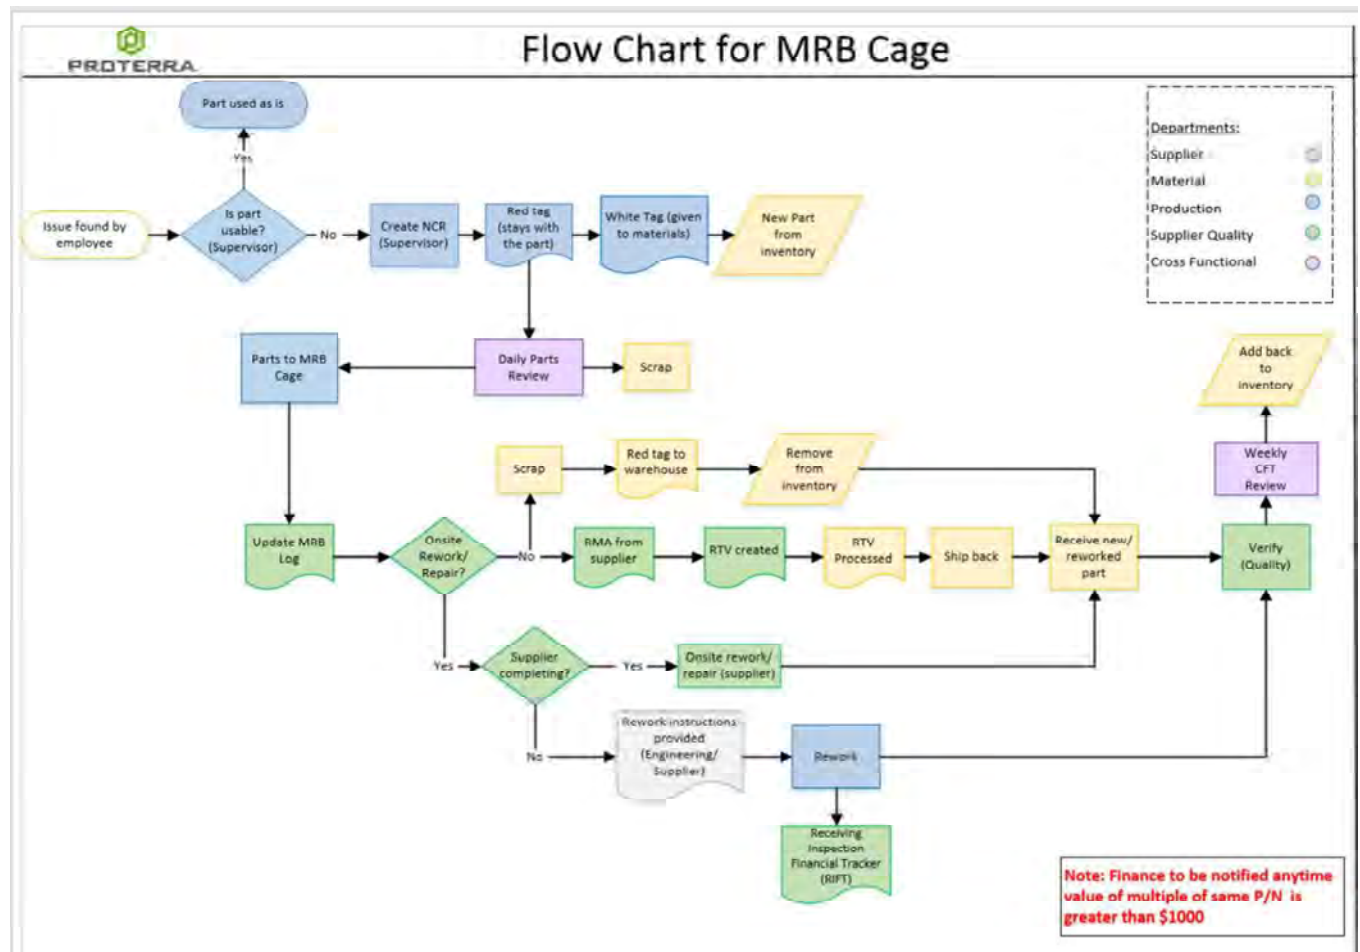 PROTERRA
Flow Chart for MRB Cage
Part used as is
Yes
Departments:
Supplier
Material
Production
Supplier Quality
Cross Functional
Issue found by
employee
Is part
usable?
(Supervisor)
No
Create NCR
(Supervisor)
Red tag
(stays with
the part)
White Tag (given
to materials)
New Part
from
inventory
Parts to MRB
Cage
Daily Parts
Review
Scrap
Add back
to
inventory
Scrap
Red tag to
warehouse
Remove
from
inventory
Weekly
CFT
Review
Update MRB
Log
Onsite
Rework/
Repair?
No
RMA from
supplier
RTV created
RTV
Processed
Ship back
Receive new/
reworked
part
Verify
(Quality)
Yes
Supplier
completing?
Yes
Onsite rework/
repair (supplier)
No
Rework instructions
provided
(Engineering/
Supplier)
Rework
Receiving
Inspection
Financial Tracker
(RIFT)
Note: Finance to be notified anytime
value of multiple of same P/N is
greater than $1000